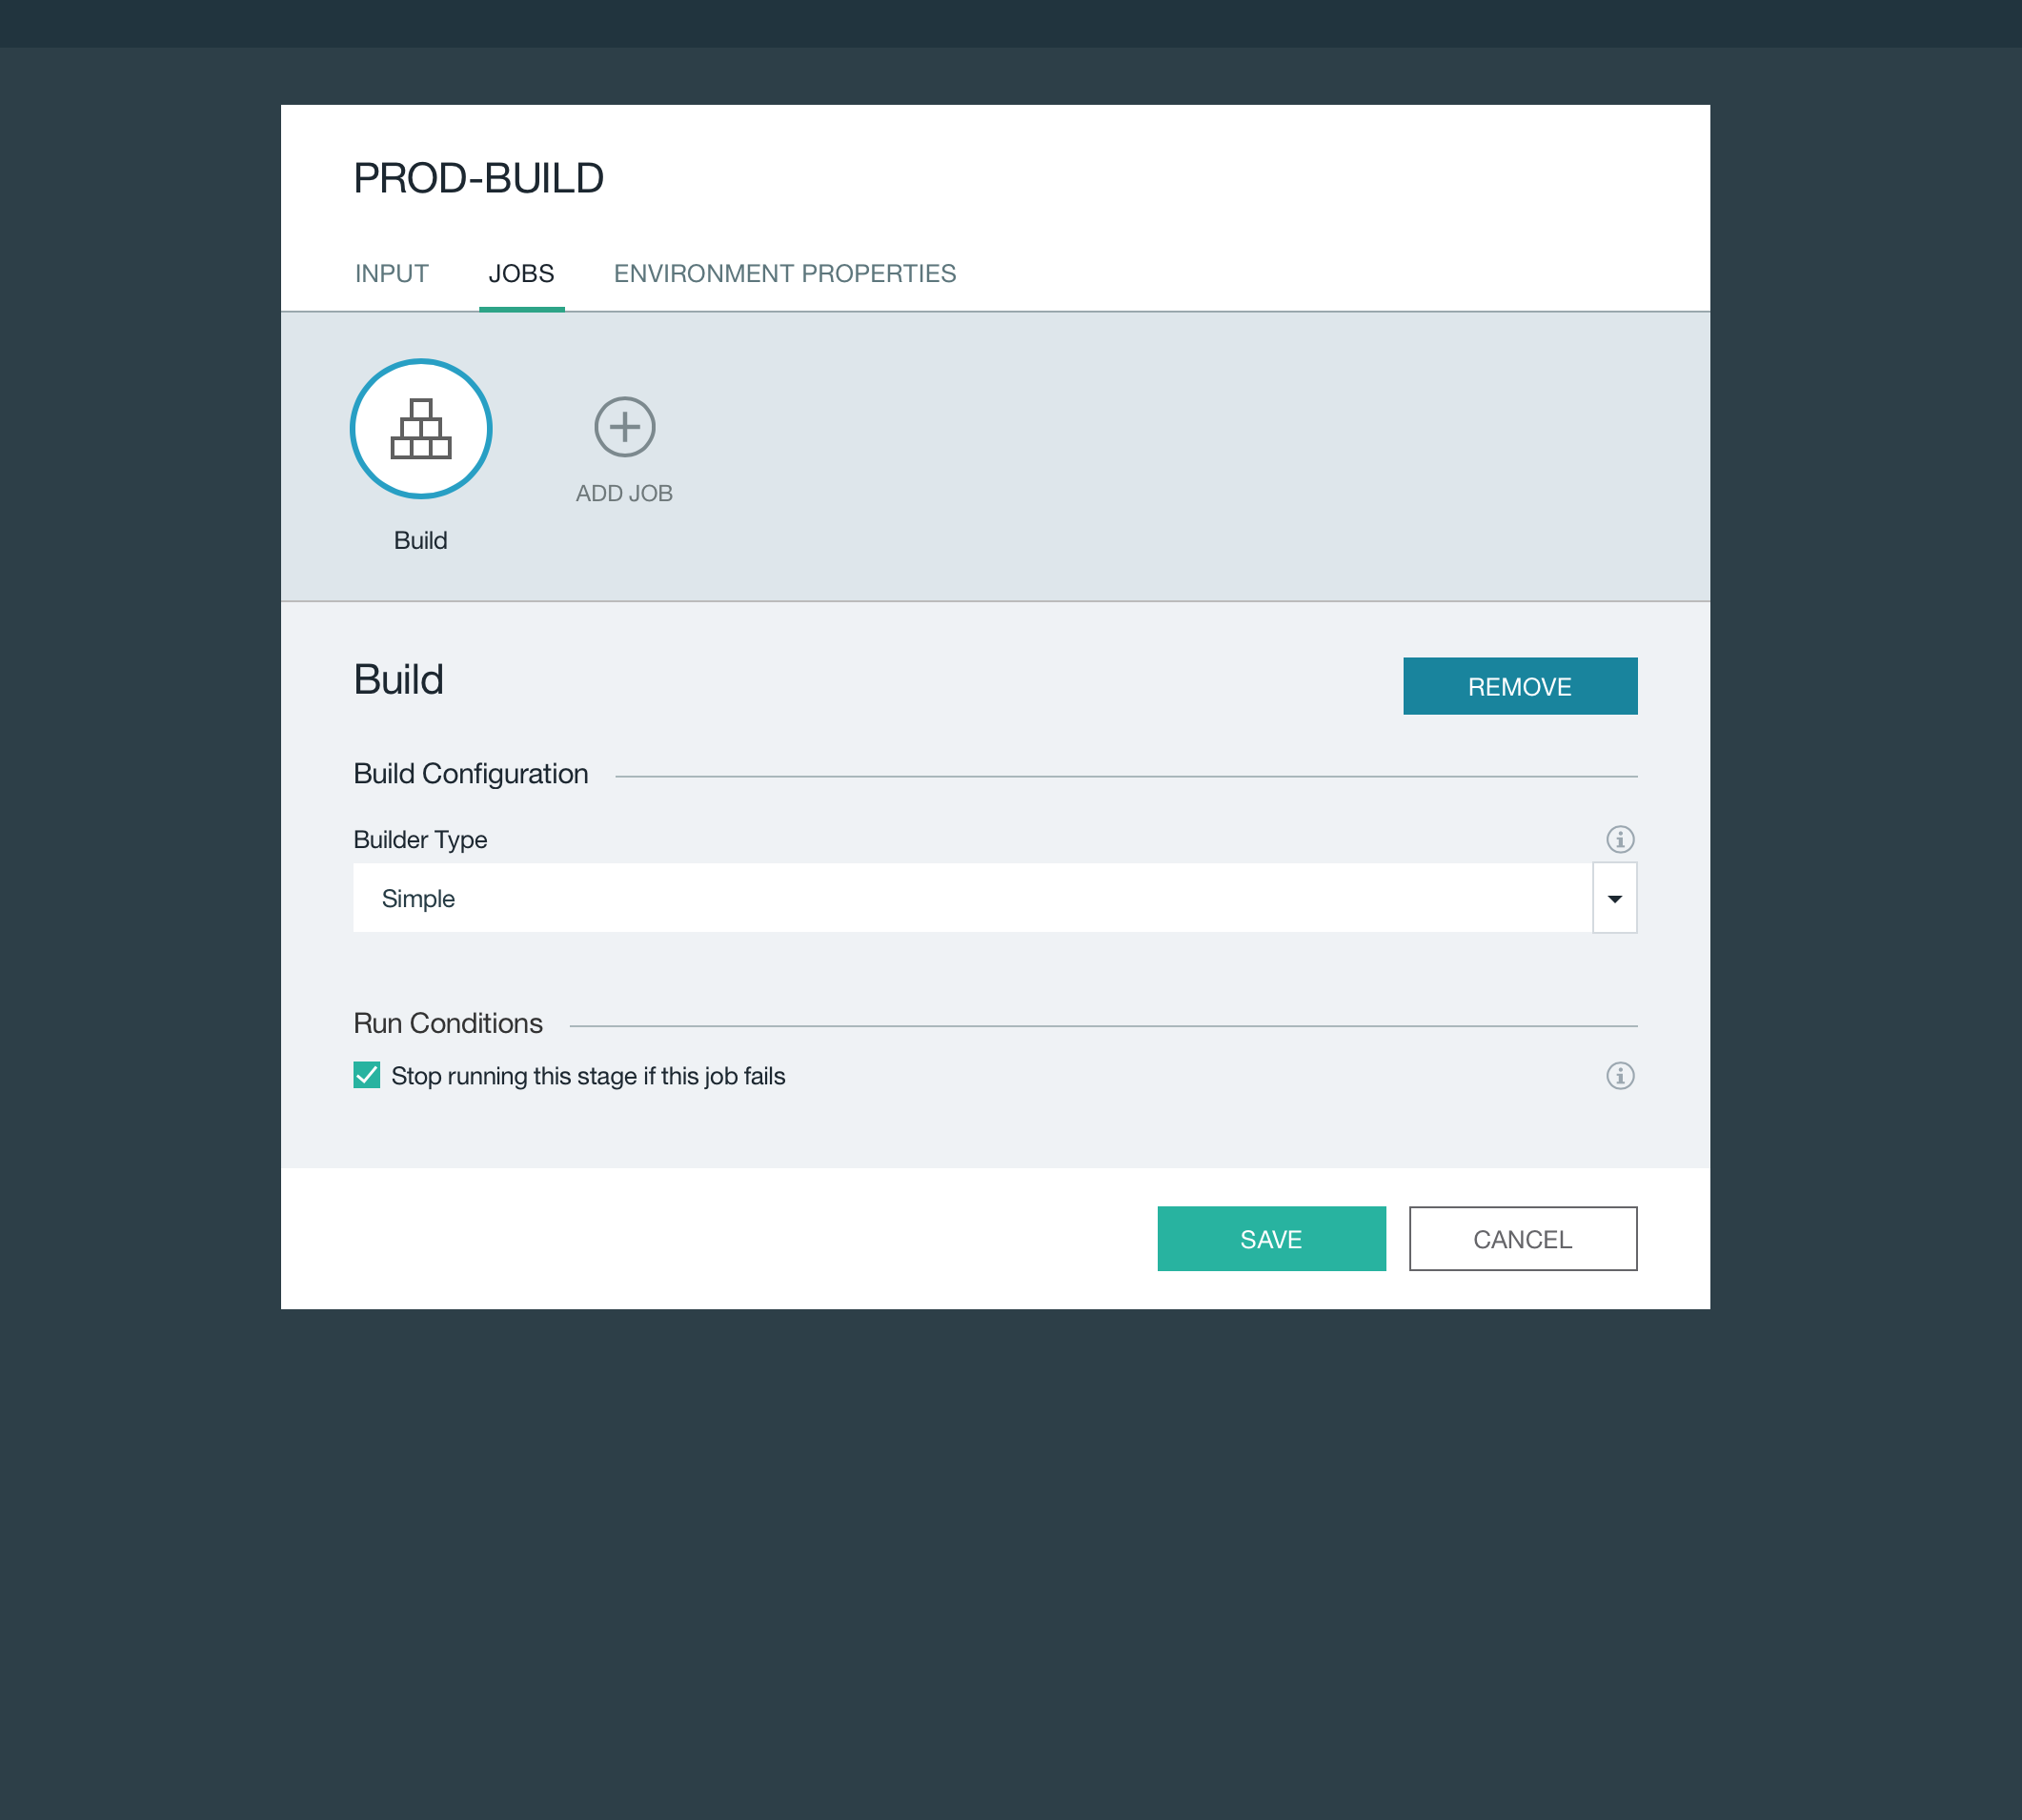 PROD-BUILD
INPUT JOBS ENVIRONMENT PROPERTIES
ADD JOB
Build
Build REMOVE
Build Configuration
Builder Type
Simple
Run Conditions
Stop running this stage if this job fails
SAVE CANCEL